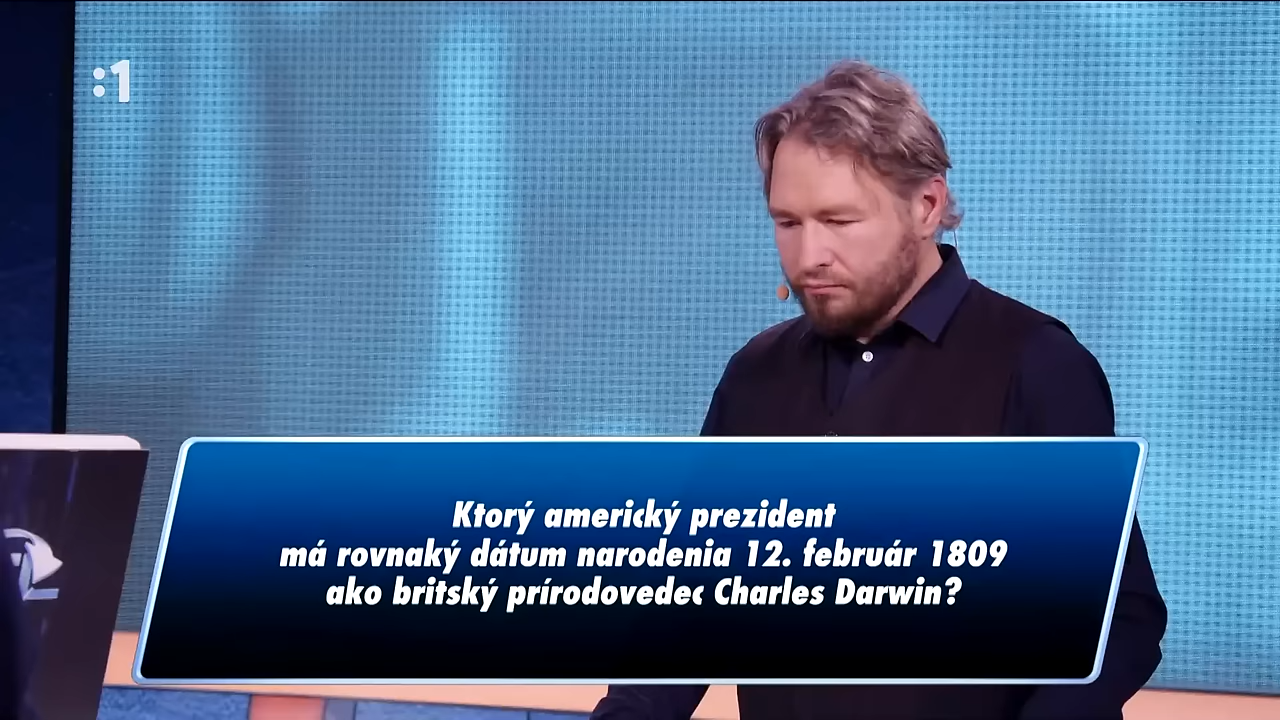 :1
Ktorý americký prezident
má rovnaký dátum narodenia 12. február 1809
ako britský prírodovedec Charles Darwin?